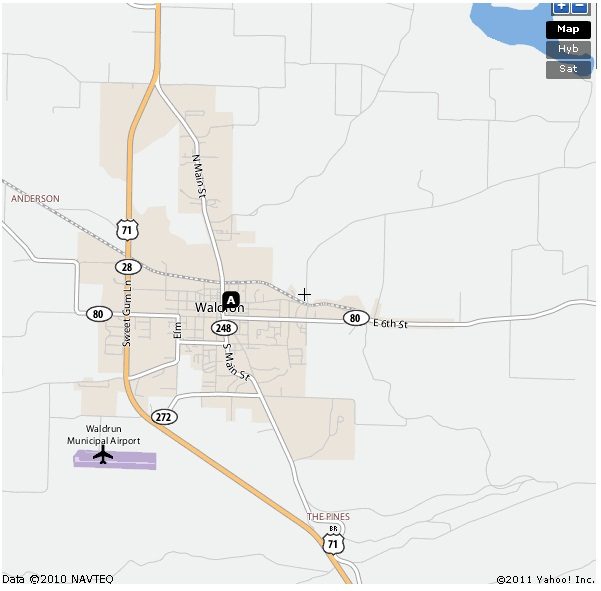 + −
Map
Hyb
Sat
N Main St
ANDERSON
71
28
A
Waldron
80
80
E 6th St
248
Sweet Gum Ln
Elm
S Main St
272
Waldrun
Municipal Airport
THE PINES
BR
71
Data ©2010 NAVTEQ
©2011 Yahoo! Inc.